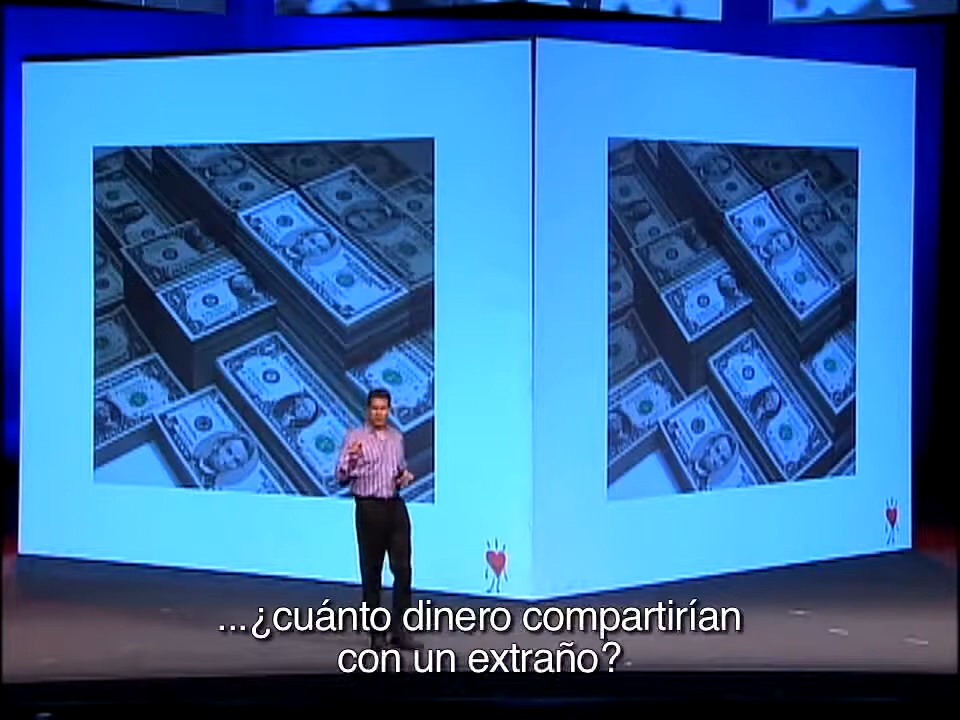 ...¿cuánto dinero compartirían
con un extraño?